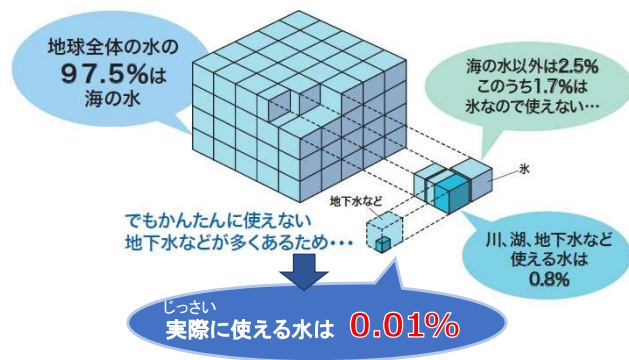 地球全体の水の
97.5%は
海の水
海の水以外は2.5%
このうち1.7%は
氷なので使えない…
氷
地下水など
川、湖、地下水など
使える水は
0.8%
でもかんたんに使えない
地下水などが多くあるため・・・
じっさい
実際に使える水は 0.01%